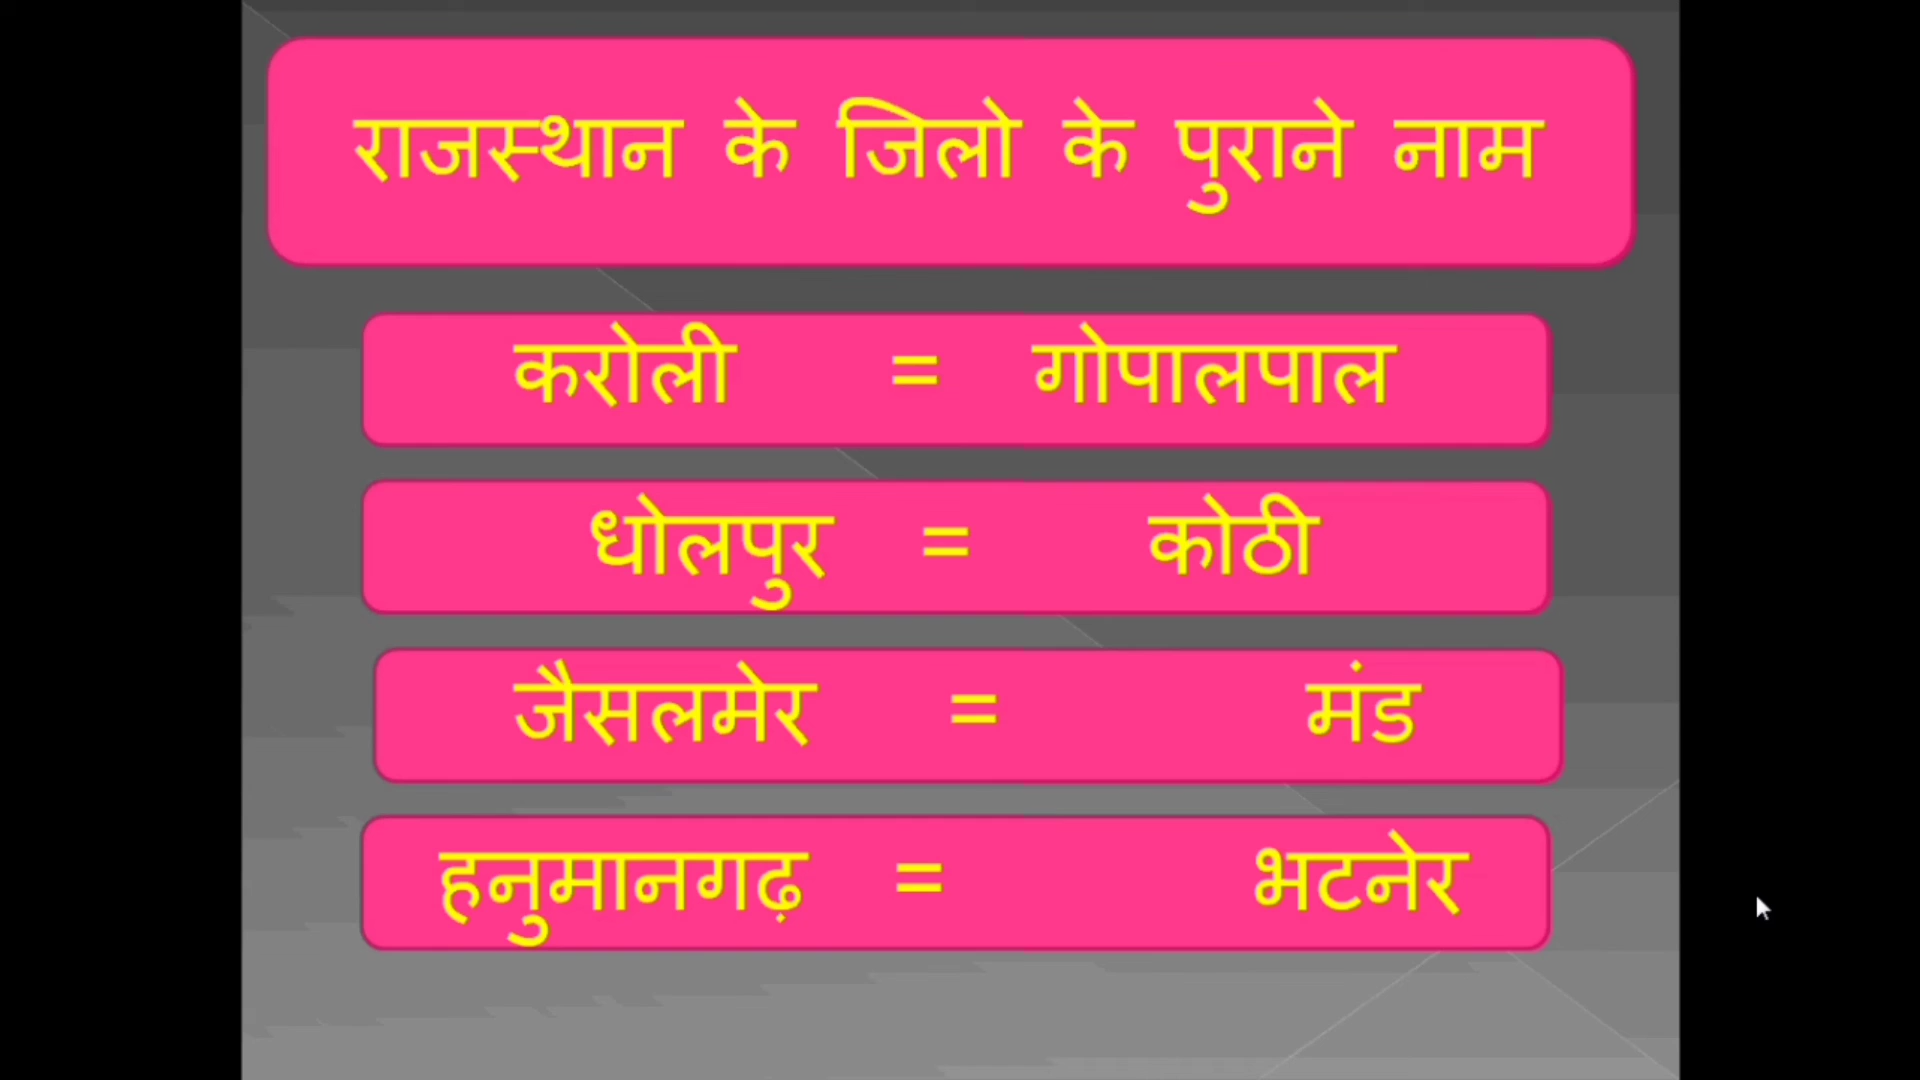 राजस्थान के जिलो के पुराने नाम
करोली = गोपालपाल
धोलपुर = कोठी
जैसलमेर = मंड
हनुमानगढ़ = भटनेर